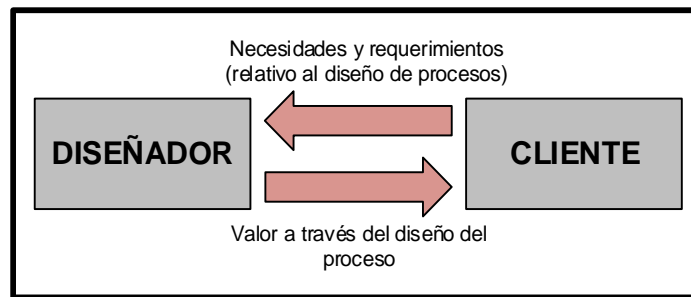 Necesidades y requerimientos
(relativo al diseño de procesos)
DISEÑADOR
CLIENTE
Valor a través del diseño del
proceso